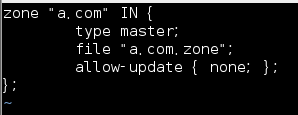 zone "a.com" IN {
        type master;
        file "a.com.zone";
        allow-update { none; };
};
~